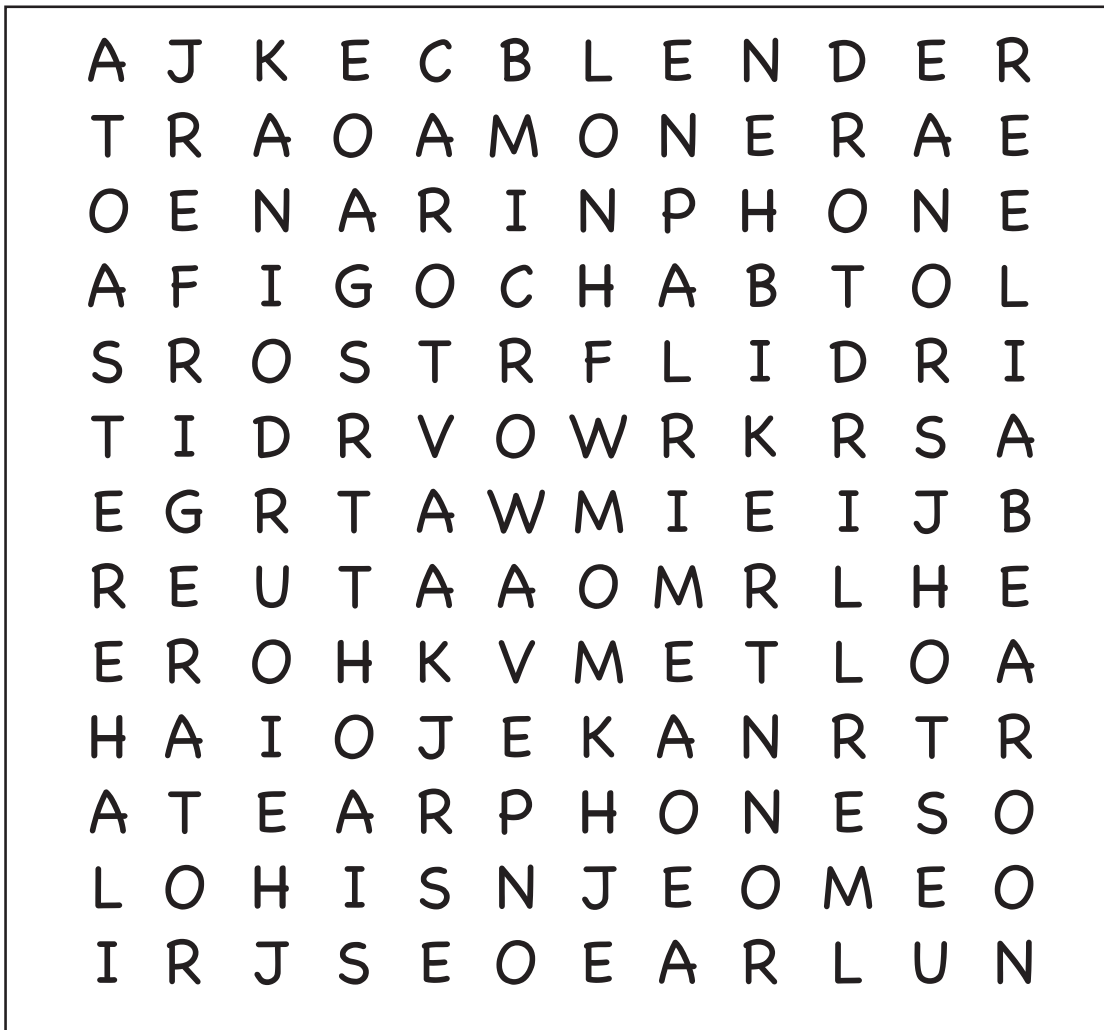 A J K E C B L E N D E R
T R A O A M O N E R A E
O E N A R I N P H O N E
A F I G O C H A B T O L
S R O S T R F L I D R I
T I D R V O W R K R S A
E G R T A W M I E I J B
R E U T A A O M R L H E
E R O H K V M E T L O A
H A I O J E K A N R T R
A T E A R P H O N E S O
L O H I S N J E O M E O
I R J S E O E A R L U N